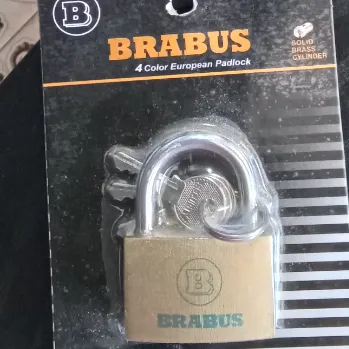 B
BRABUS
4 Color European Padlock
SOLID
BRASS
CYLINDER
B
BRABUS